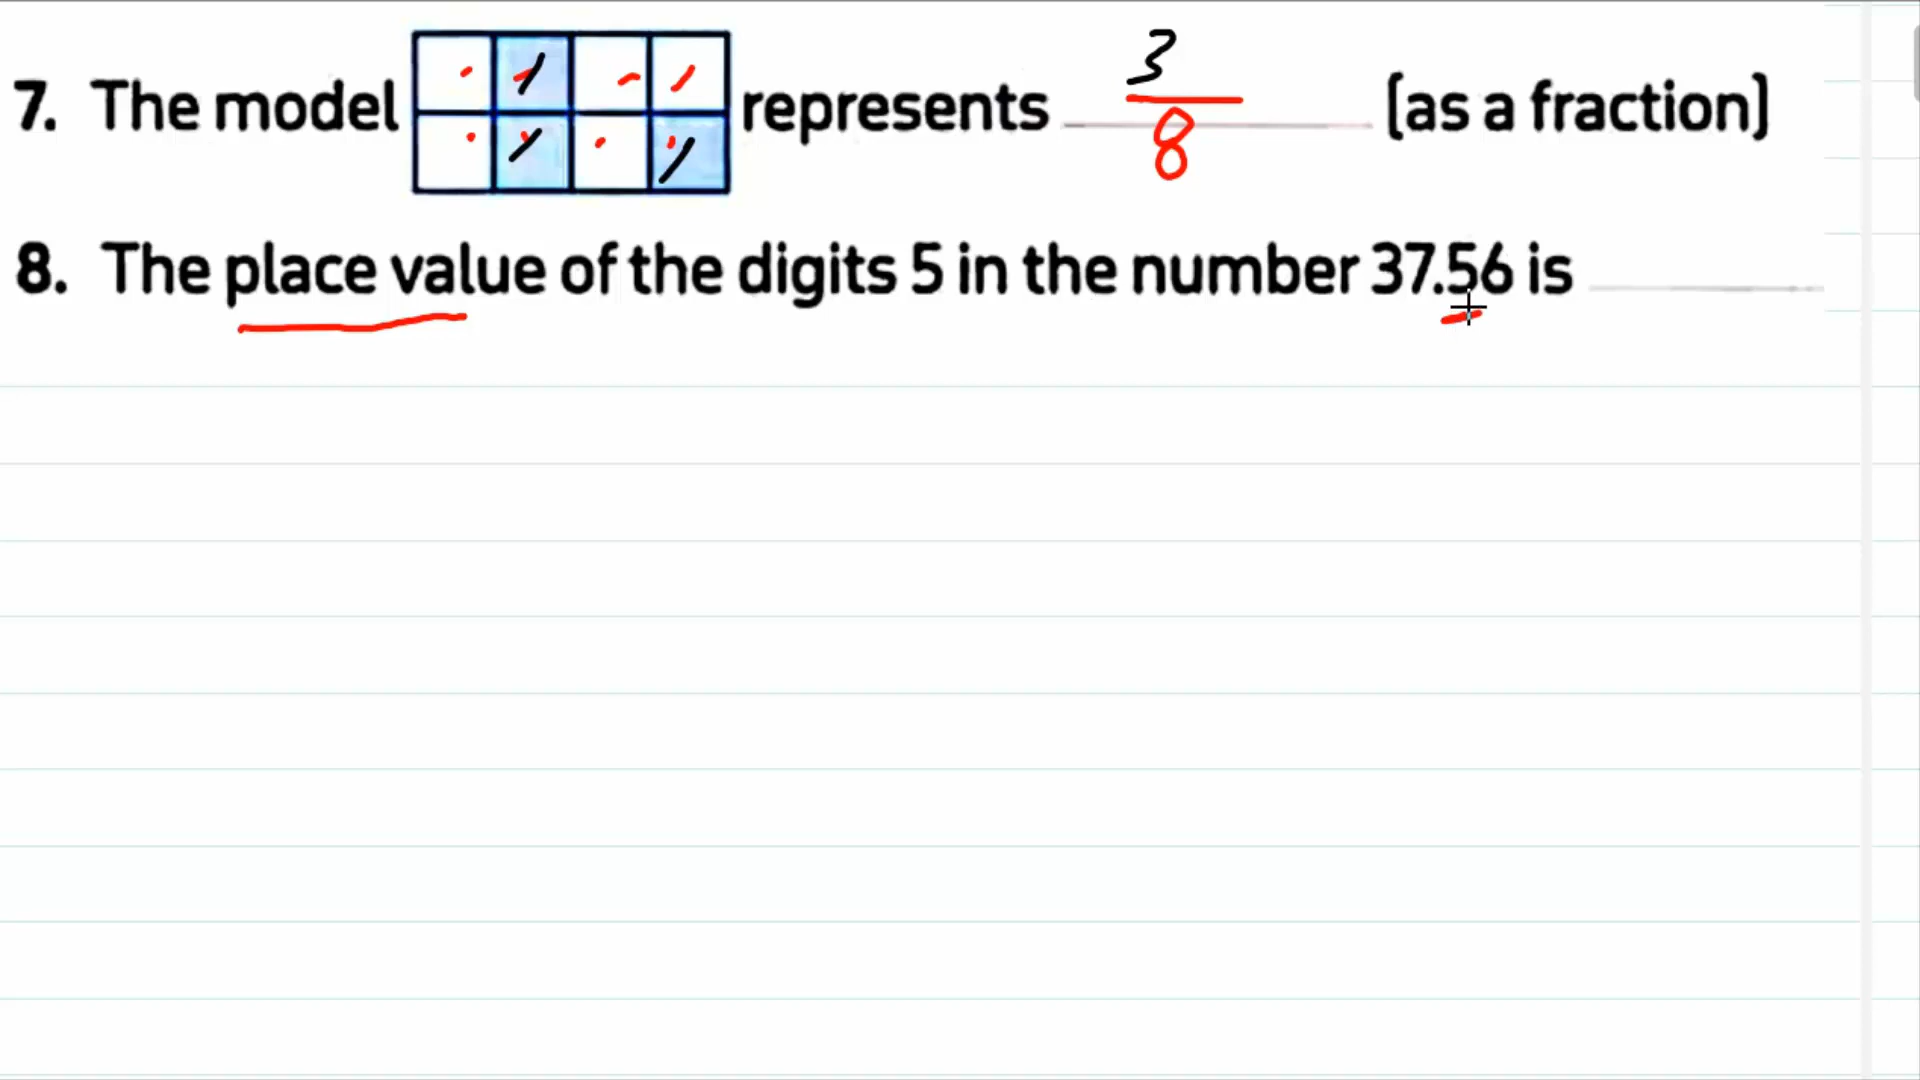 7. The model represents 3/8 [as a fraction]
8. The place value of the digits 5 in the number 37.56 is